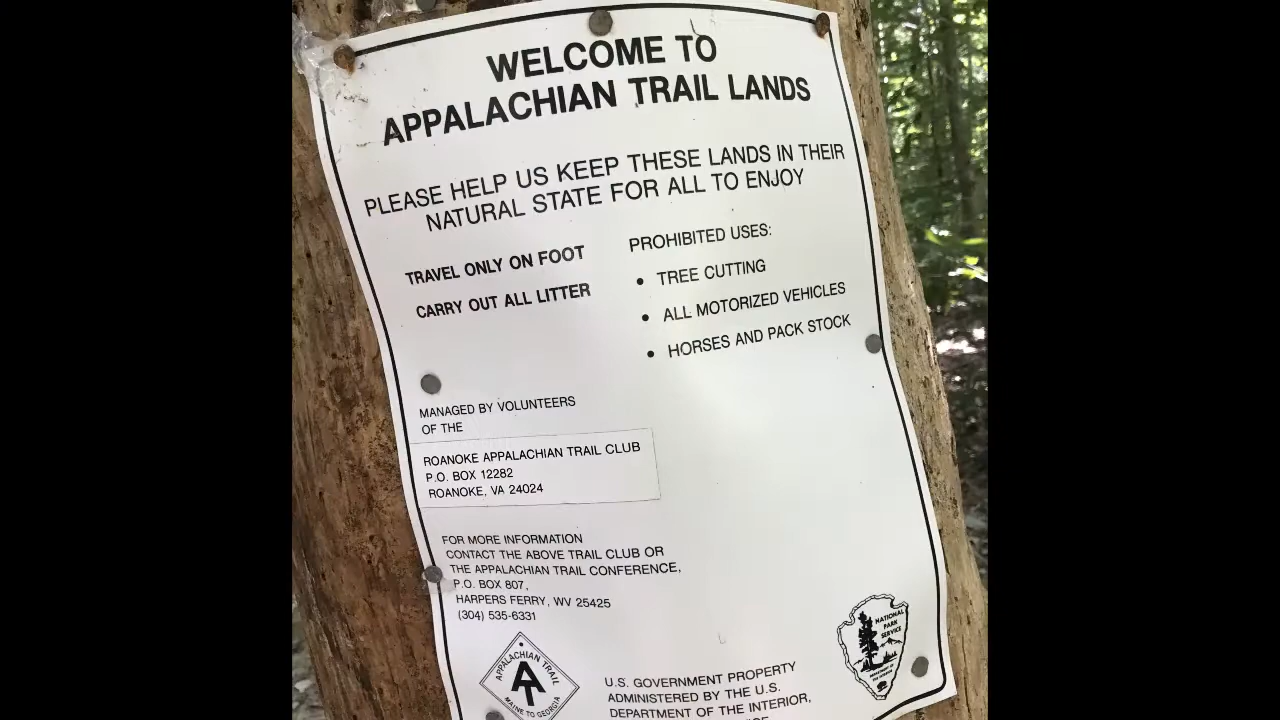 WELCOME TO
APPALACHIAN TRAIL LANDS
PLEASE HELP US KEEP THESE LANDS IN THEIR
NATURAL STATE FOR ALL TO ENJOY
TRAVEL ONLY ON FOOT
CARRY OUT ALL LITTER
PROHIBITED USES:
• TREE CUTTING
• ALL MOTORIZED VEHICLES
• HORSES AND PACK STOCK
MANAGED BY VOLUNTEERS
OF THE
ROANOKE APPALACHIAN TRAIL CLUB
P.O. BOX 12282
ROANOKE, VA 24024
FOR MORE INFORMATION
CONTACT THE ABOVE TRAIL CLUB OR
THE APPALACHIAN TRAIL CONFERENCE,
P.O. BOX 807,
HARPERS FERRY, WV 25425
(304) 535-6331
APPALACHIAN TRAIL
MAINE TO GEORGIA
U.S. GOVERNMENT PROPERTY
ADMINISTERED BY THE U.S.
DEPARTMENT OF THE INTERIOR,
NATIONAL
PARK
SERVICE